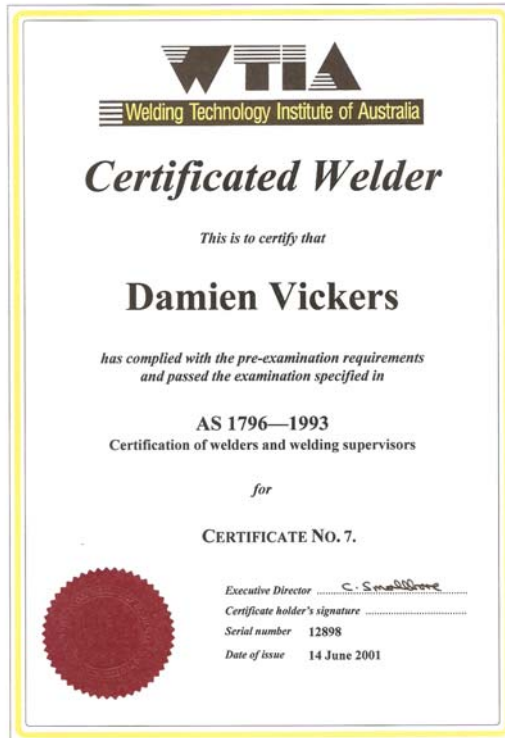 WTIA
Welding Technology Institute of Australia
Certificated Welder
This is to certify that
Damien Vickers
has complied with the pre-examination requirements
and passed the examination specified in
AS 1796—1993
Certification of welders and welding supervisors
for
CERTIFICATE NO. 7.
Executive Director C. Smallbone
Certificate holder's signature
Serial number 12898
Date of issue 14 June 2001